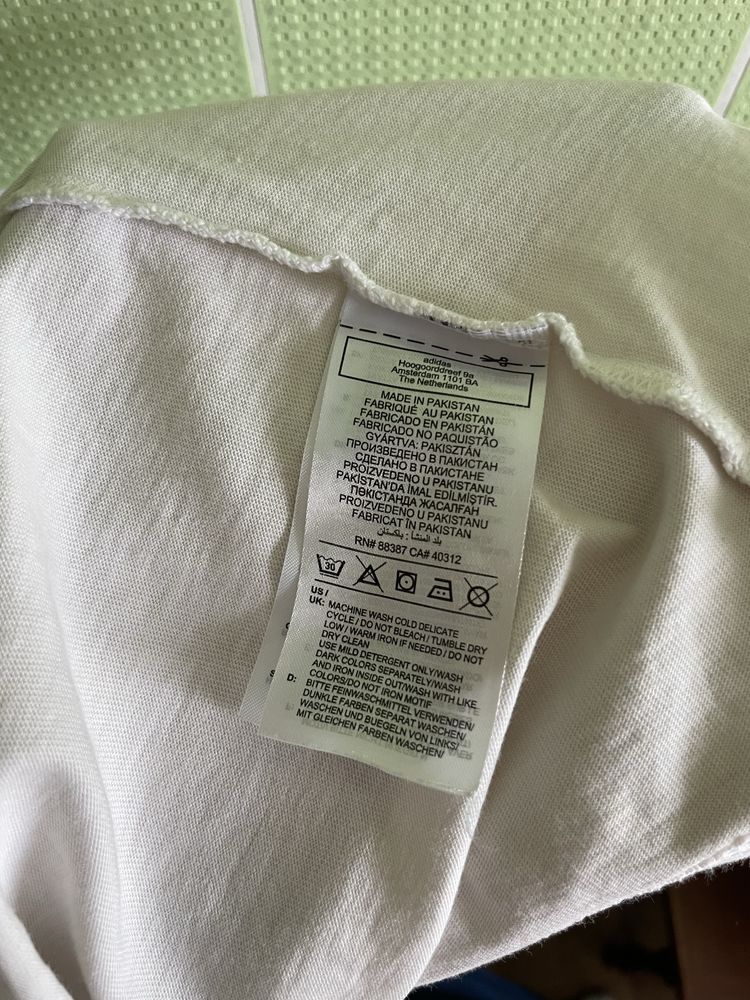 adidas
Hoogoorddreef 9a
Amsterdam 1101 BA
The Netherlands
MADE IN PAKISTAN
FABRIQUÉ AU PAKISTAN
FABRICADO EN PAKISTÁN
FABRICADO NO PAQUISTÃO
GYÁRTVA: PAKISZTÁN
ПРОИЗВЕДЕНО В ПАКИСТАН
СДЕЛАНО В ПАКИСТАНЕ
PROIZVEDENO U PAKISTANU
PAKİSTAN'DA İMAL EDİLMİŞTİR.
ПӘКІСТАНДА ЖАСАЛҒАН
PROIZVEDENO U PAKISTANU
FABRICAT ÎN PAKISTAN
بلد المنشأ : باكستان
RN# 88387 CA# 40312
30
US /
UK: MACHINE WASH COLD DELICATE
CYCLE / DO NOT BLEACH / TUMBLE DRY
LOW / WARM IRON IF NEEDED / DO NOT
DRY CLEAN
USE MILD DETERGENT ONLY/WASH
DARK COLORS SEPARATELY/WASH
AND IRON INSIDE OUT/WASH WITH LIKE
COLORS/DO NOT IRON MOTIF
D: BITTE FEINWASCHMITTEL VERWENDEN/
DUNKLE FARBEN SEPARAT WASCHEN/
WASCHEN UND BUEGELN VON LINKS/
MIT GLEICHEN FARBEN WASCHEN/